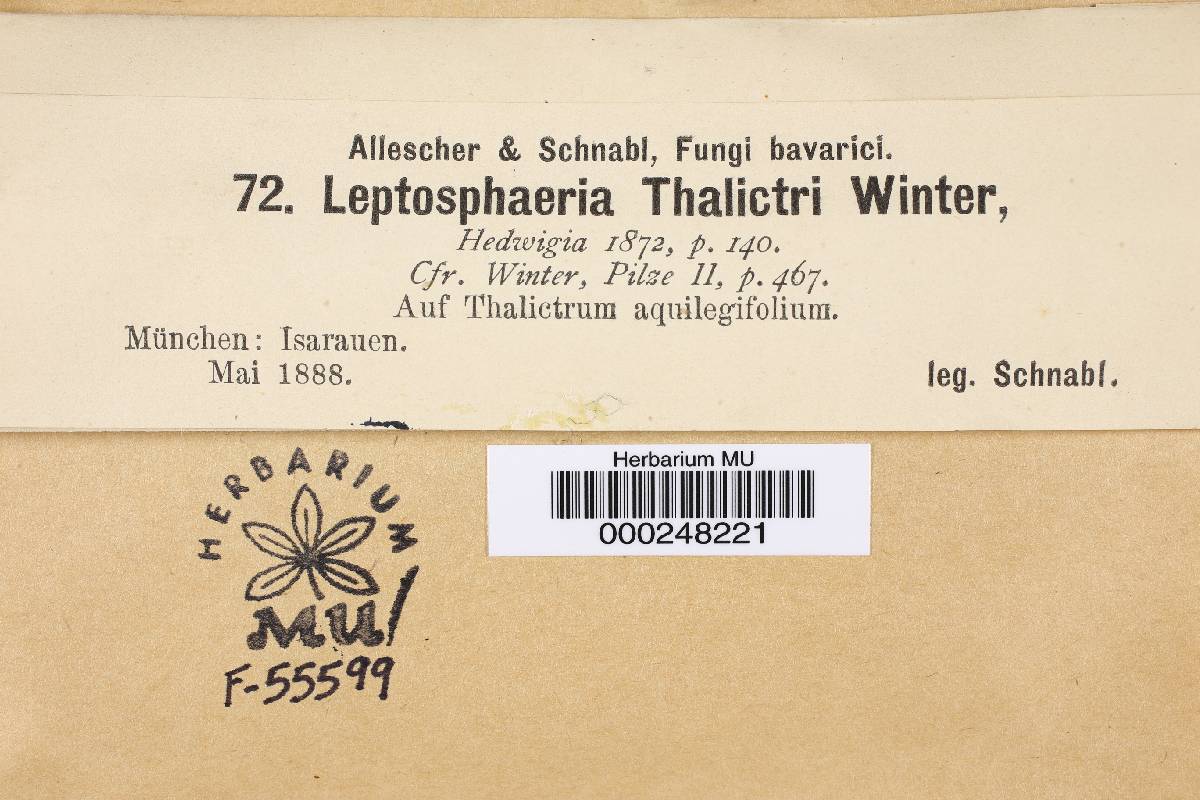 Allescher & Schnabl, Fungi bavarici.
72. Leptosphaeria Thalictri Winter,
Hedwigia 1872, p. 140.
Cfr. Winter, Pilze II, p. 467.
Auf Thalictrum aquilegifolium.
München: Isarauen.
Mai 1888.
leg. Schnabl.
HERBARIUM
MU/
F-55599
Herbarium MU
000248221